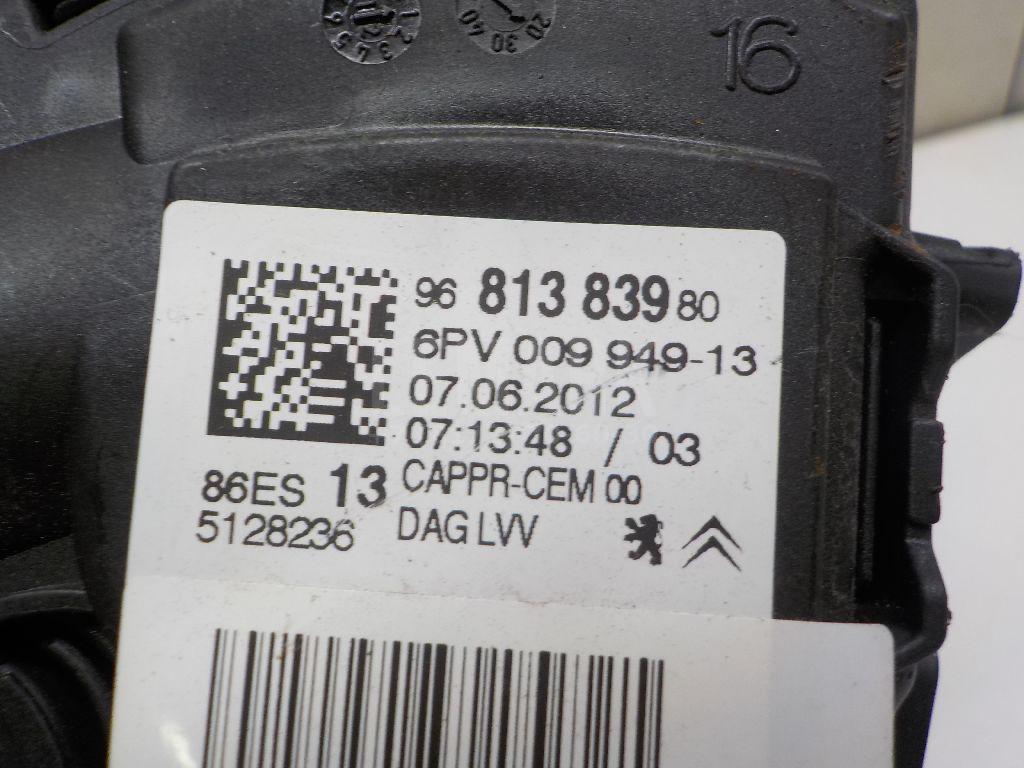 16
96 813 839 80
6PV 009 949-13
07.06.2012
07:13:48 / 03
86ES 13 CAPPR-CEM 00
5128236 DAG LVV